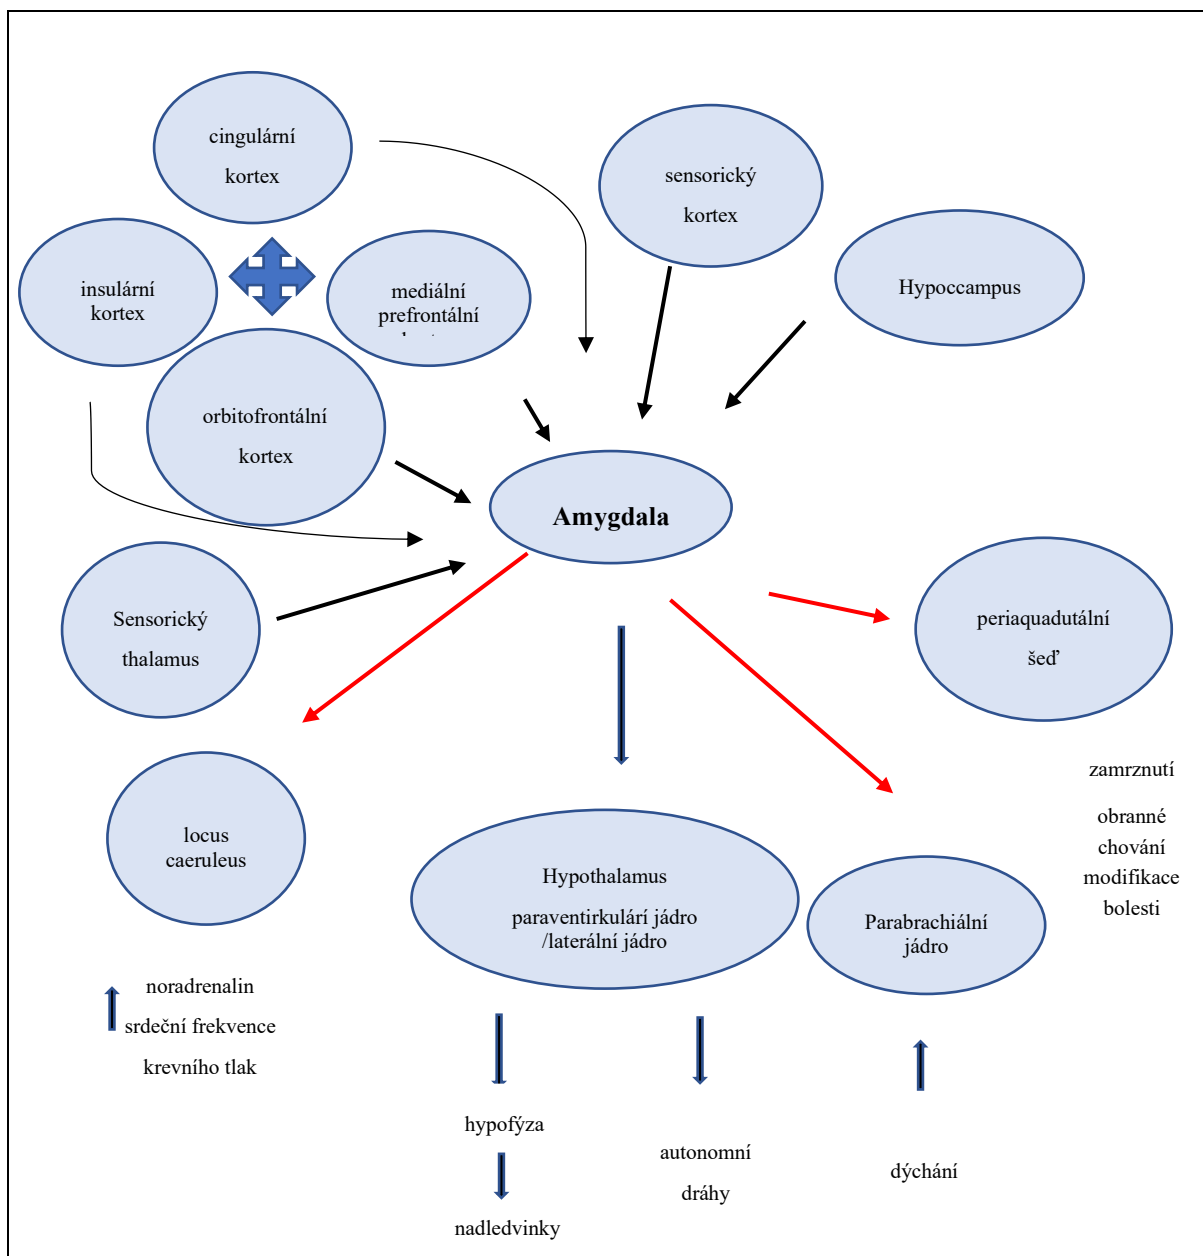 cingulární
kortex
sensorický
kortex
Hypoccampus
insulární
kortex
mediální
prefrontální
orbitofrontální
kortex
Amygdala
Sensorický
thalamus
periaquadutální
šeď
zamrznutí
obranné
chování
modifikace
bolesti
locus
caeruleus
Hypothalamus
paraventirkulárí jádro
/laterální jádro
Parabrachiální
jádro
noradrenalin
srdeční frekvence
krevního tlak
hypofýza
nadledvinky
autonomní
dráhy
dýchání